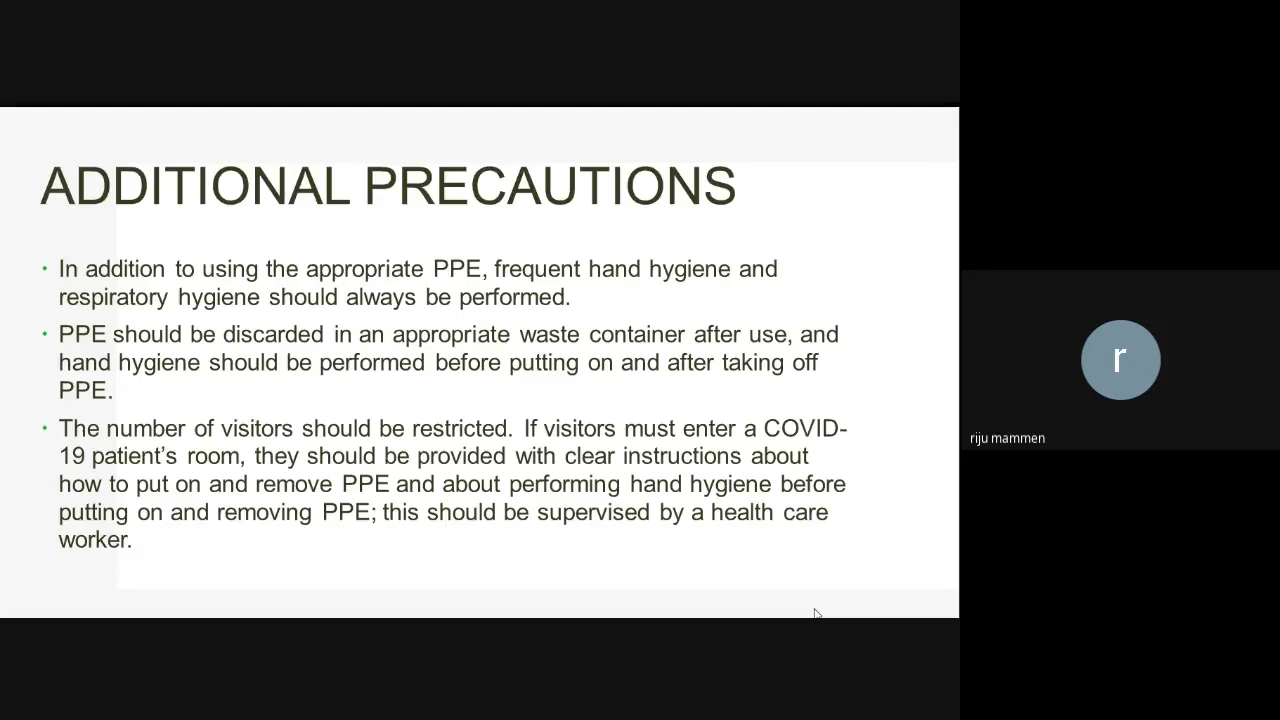 ADDITIONAL PRECAUTIONS
In addition to using the appropriate PPE, frequent hand hygiene and
respiratory hygiene should always be performed.
PPE should be discarded in an appropriate waste container after use, and
hand hygiene should be performed before putting on and after taking off
PPE.
The number of visitors should be restricted. If visitors must enter a COVID-
19 patient’s room, they should be provided with clear instructions about
how to put on and remove PPE and about performing hand hygiene before
putting on and removing PPE; this should be supervised by a health care
worker.
r
riju mammen